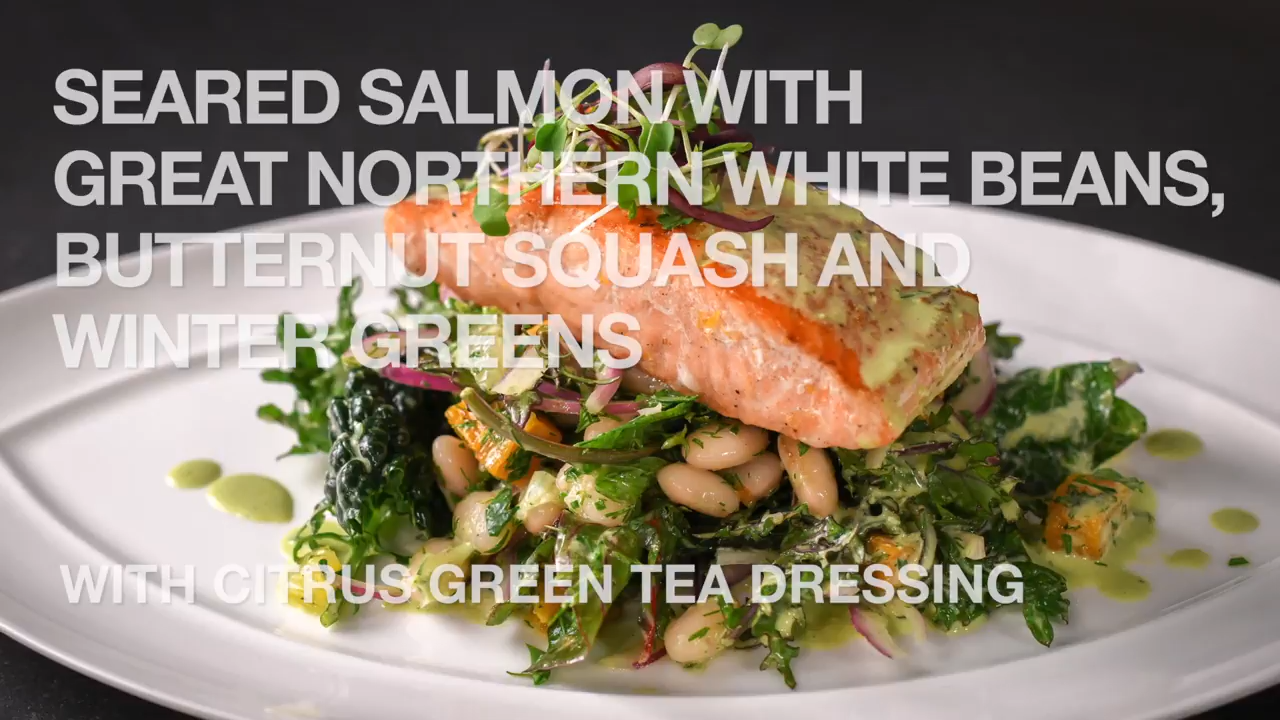 SEARED SALMON WITH
GREAT NORTHERN WHITE BEANS,
BUTTERNUT SQUASH AND
WINTER GREENS
WITH CITRUS GREEN TEA DRESSING